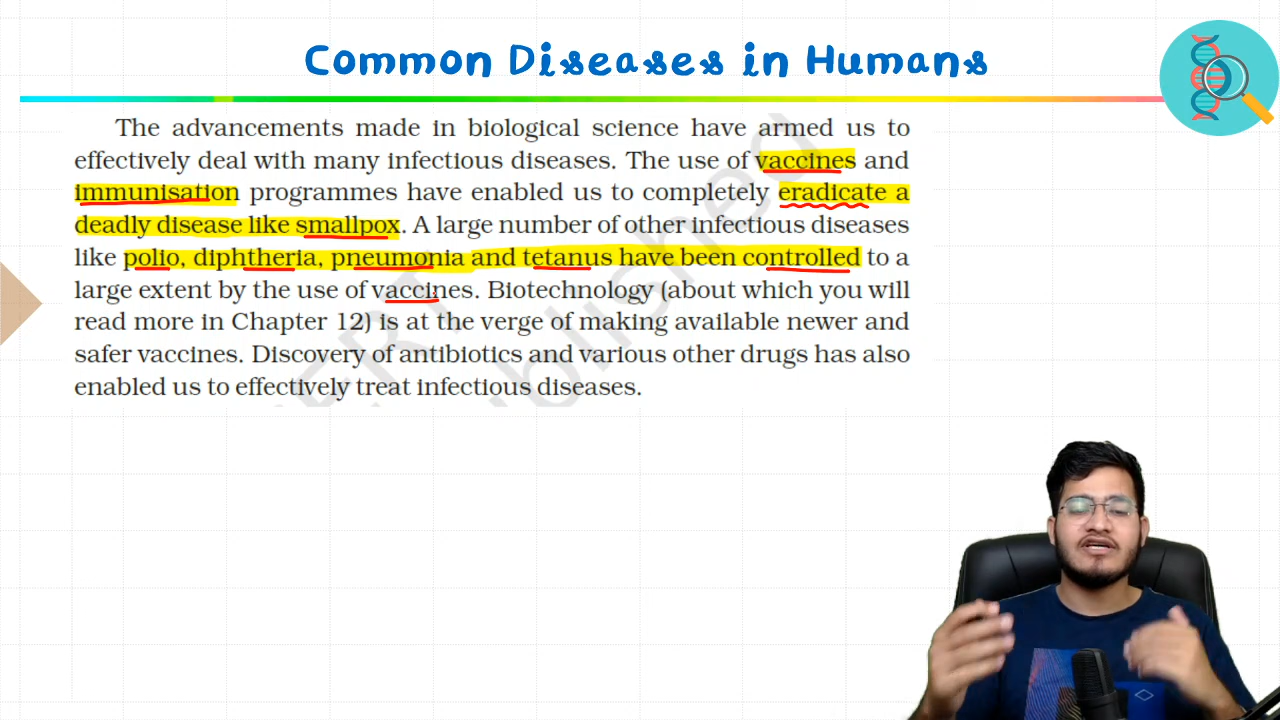 Common Diseases in Humans
The advancements made in biological science have armed us to
effectively deal with many infectious diseases. The use of vaccines and
immunisation programmes have enabled us to completely eradicate a
deadly disease like smallpox. A large number of other infectious diseases
like polio, diphtheria, pneumonia and tetanus have been controlled to a
large extent by the use of vaccines. Biotechnology (about which you will
read more in Chapter 12) is at the verge of making available newer and
safer vaccines. Discovery of antibiotics and various other drugs has also
enabled us to effectively treat infectious diseases.